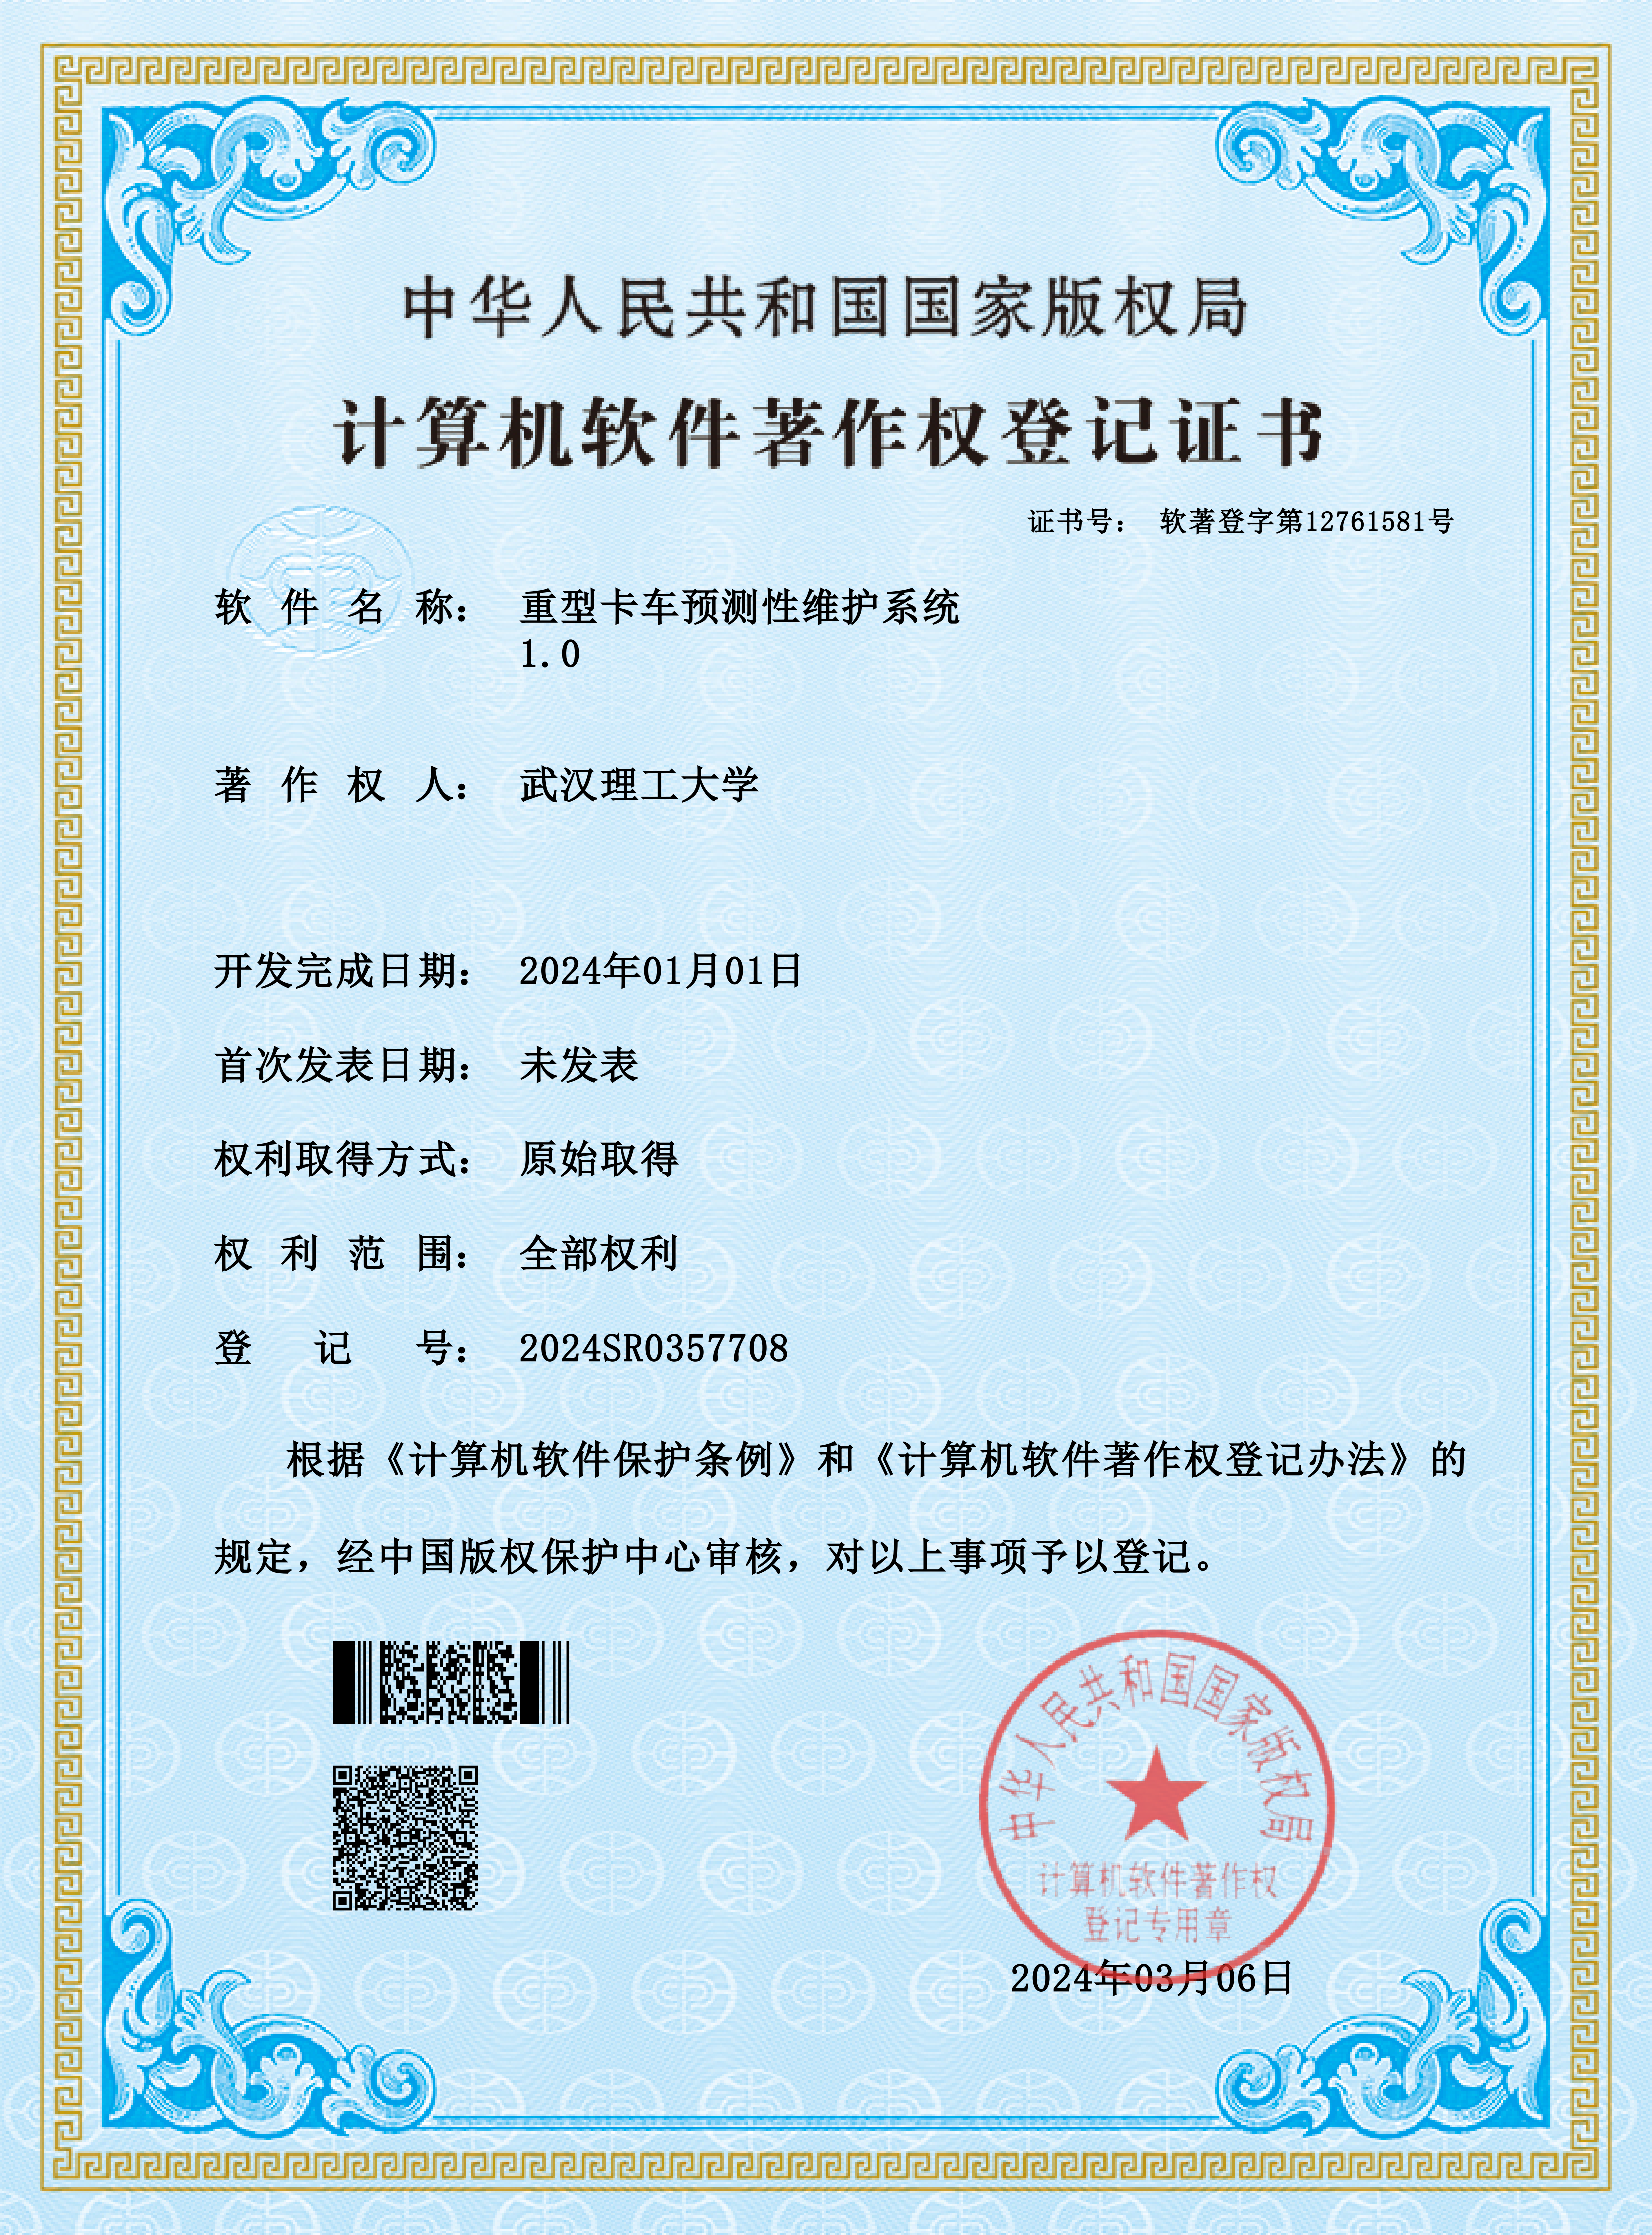 中华人民共和国国家版权局
计算机软件著作权登记证书
证书号： 软著登字第12761581号
软件名称： 重型卡车预测性维护系统
1.0
著作权人： 武汉理工大学
开发完成日期： 2024年01月01日
首次发表日期： 未发表
权利取得方式： 原始取得
权利范围： 全部权利
登记号： 2024SR0357708
根据《计算机软件保护条例》和《计算机软件著作权登记办法》的
规定，经中国版权保护中心审核，对以上事项予以登记。
中华人民共和国国家版权局
计算机软件著作权
登记专用章
2024年03月06日